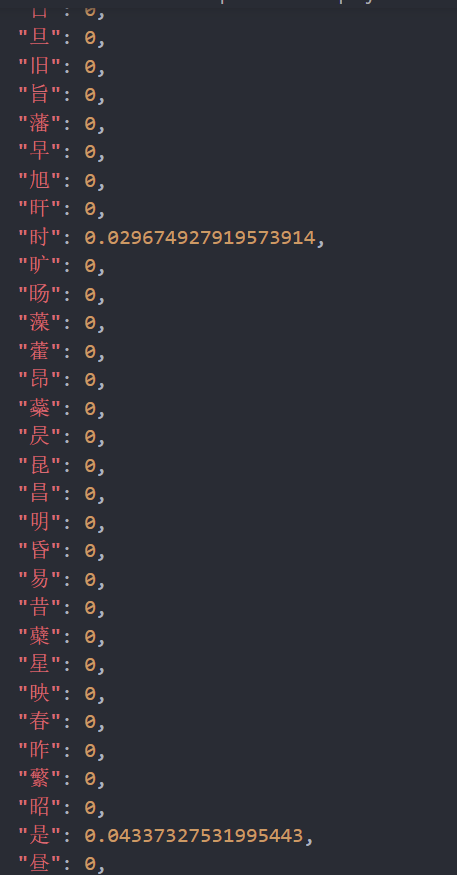 "旦": 0,
"旧": 0,
"旨": 0,
"藩": 0,
"早": 0,
"旭": 0,
"旰": 0,
"时": 0.029674927919573914,
"旷": 0,
"旸": 0,
"藻": 0,
"藿": 0,
"昂": 0,
"蘂": 0,
"昃": 0,
"昆": 0,
"昌": 0,
"明": 0,
"昏": 0,
"易": 0,
"昔": 0,
"蘖": 0,
"星": 0,
"映": 0,
"春": 0,
"昨": 0,
"蘩": 0,
"昭": 0,
"是": 0.04337327531995443,
"昼": 0,